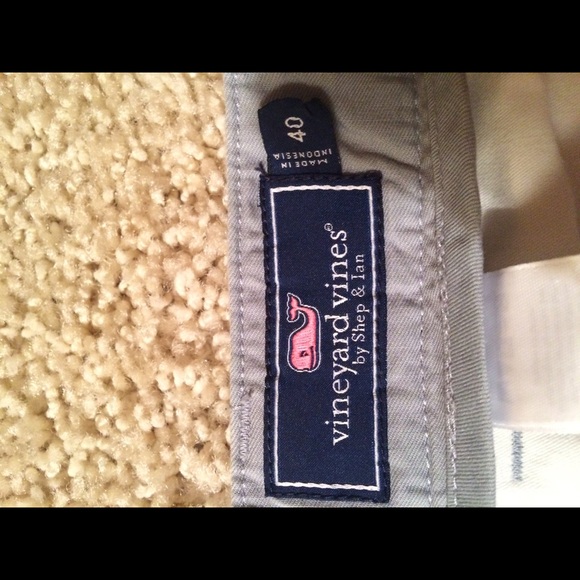 40
MADE IN
INDONESIA
vineyard vines®
by Shep & Ian